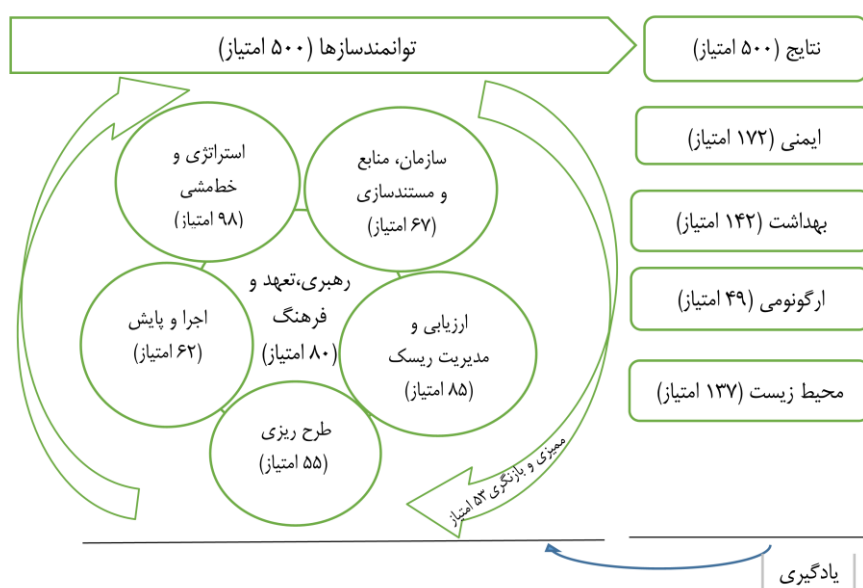 توانمندسازها (۵۰۰ امتیاز)
نتایج (۵۰۰ امتیاز)
ایمنی (۱۷۲ امتیاز)
بهداشت (۱۴۲ امتیاز)
ارگونومی (۴۹ امتیاز)
محیط زیست (۱۳۷ امتیاز)
سازمان، منابع
و مستندسازی
(۶۷ امتیاز)
استراتژی و
خط‌مشی
(۹۸ امتیاز)
رهبری،تعهد و
فرهنگ
(۸۰ امتیاز)
ارزیابی و
مدیریت ریسک
(۸۵ امتیاز)
اجرا و پایش
(۶۲ امتیاز)
طرح ریزی
(۵۵ امتیاز)
ممیزی و بازنگری ۵۳ امتیاز
یادگیری